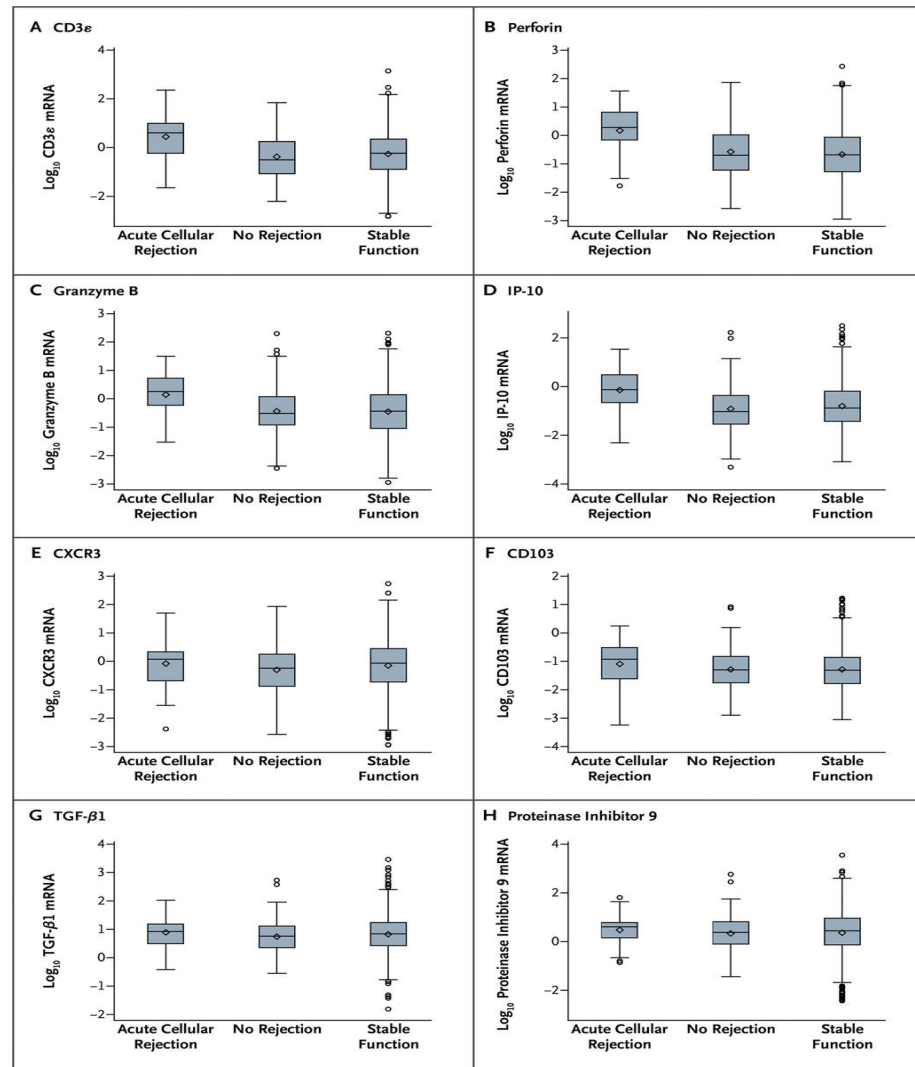 A CD3ε
Log10 CD3ε mRNA
4
2
0
−2
Acute Cellular
Rejection
No Rejection
Stable
Function
B Perforin
Log10 Perforin mRNA
3
2
1
0
−1
−2
−3
Acute Cellular
Rejection
No Rejection
Stable
Function
C Granzyme B
Log10 Granzyme B mRNA
3
2
1
0
−1
−2
−3
Acute Cellular
Rejection
No Rejection
Stable
Function
D IP-10
Log10 IP-10 mRNA
2
0
−2
−4
Acute Cellular
Rejection
No Rejection
Stable
Function
E CXCR3
Log10 CXCR3 mRNA
3
2
1
0
−1
−2
−3
Acute Cellular
Rejection
No Rejection
Stable
Function
F CD103
Log10 CD103 mRNA
2
1
0
−1
−2
−3
−4
Acute Cellular
Rejection
No Rejection
Stable
Function
G TGF-β1
Log10 TGF-β1 mRNA
4
3
2
1
0
−1
−2
Acute Cellular
Rejection
No Rejection
Stable
Function
H Proteinase Inhibitor 9
Log10 Proteinase Inhibitor 9 mRNA
4
2
0
−2
Acute Cellular
Rejection
No Rejection
Stable
Function